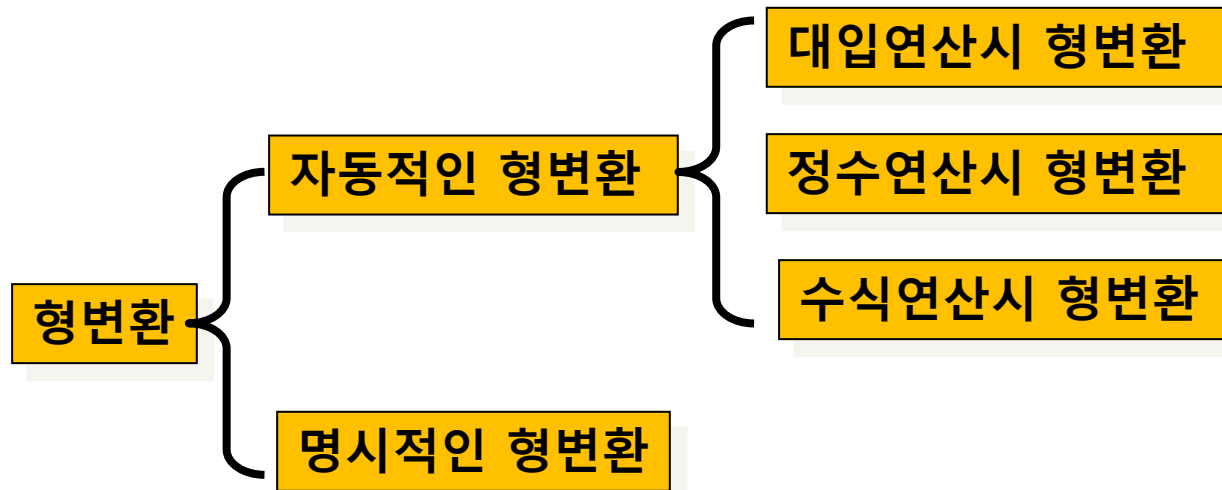 대입연산시 형변환
자동적인 형변환
정수연산시 형변환
수식연산시 형변환
형변환
명시적인 형변환